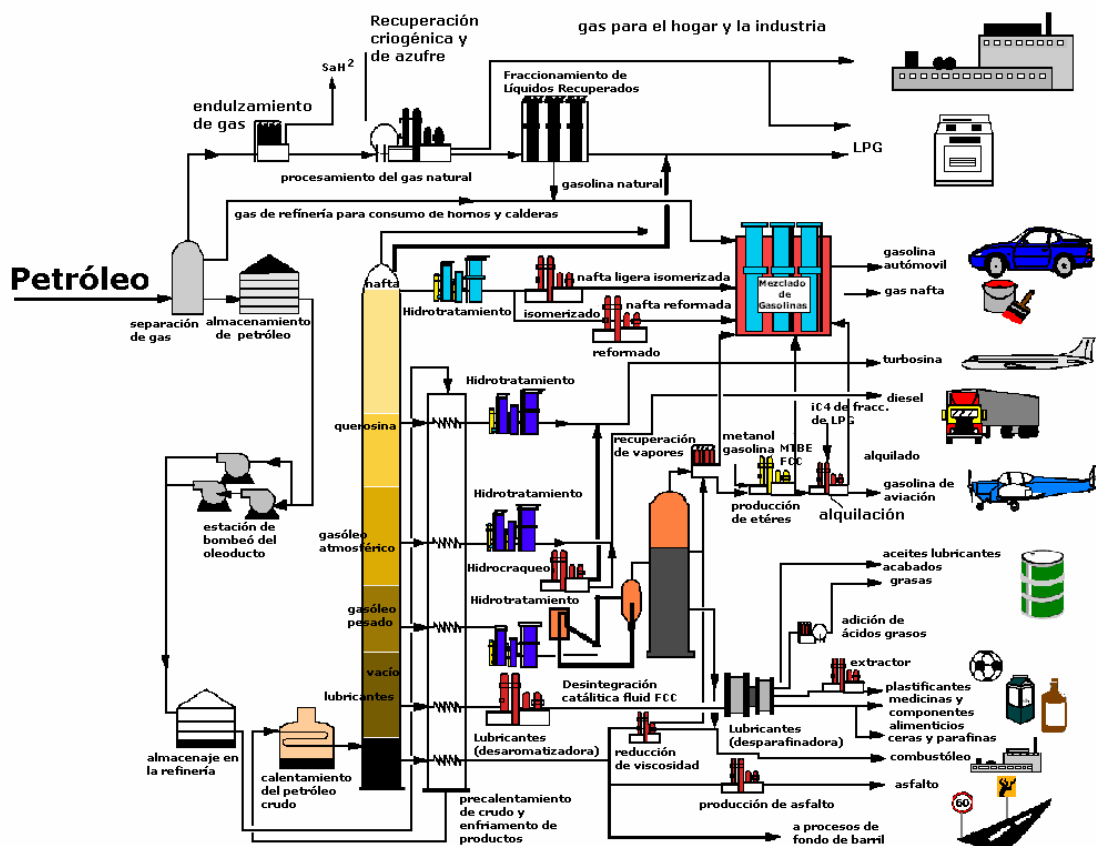 Recuperación
criogénica y
de azufre
gas para el hogar y la industria
SaH²
Fraccionamiento de
Líquidos Recuperados
endulzamiento
de gas
LPG
procesamiento del gas natural
gasolina natural
gas de refinería para consumo de hornos y calderas
Petróleo
separación
de gas
almacenamiento
de petróleo
nafta
Hidrotratamiento
nafta ligera isomerizada
isomerizado
nafta reformada
reformado
Mezclado
de
Gasolinas
gasolina
autómovil
gas nafta
turbosina
diesel
Hidrotratamiento
querosina
recuperación
de vapores
metanol
gasolina
MTBE
FCC
iC4 de fracc.
de LPG
alquilado
gasolina de
aviación
producción
de etéres
alquilación
estación de
bombeó del
oleoducto
Hidrotratamiento
gasóleo
atmosférico
Hidrocraqueo
aceites lubricantes
acabados
grasas
gasóleo
pesado
Hidrotratamiento
adición de
ácidos grasos
vacío
lubricantes
Desintegración
catálitica fluid FCC
extractor
plastificantes
medicinas y
componentes
alimenticios
ceras y parafinas
Lubricantes
(desaromatizadora)
Lubricantes
(desparafinadora)
reducción
de viscosidad
combustóleo
almacenaje en
la refinería
calentamiento
del petróleo
crudo
producción de asfalto
asfalto
60
precalentamiento
de crudo y
enfriamiento de
productos
a procesos de
fondo de barril